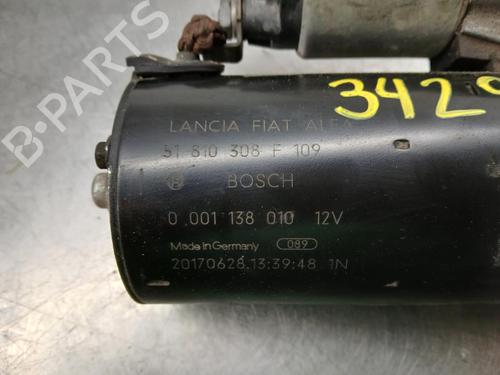 342
LANCIA FIAT ALFA
51 810 308 F 109
BOSCH
0 001 138 010 12V
Made in Germany 089
20170628.13:39:48 1N